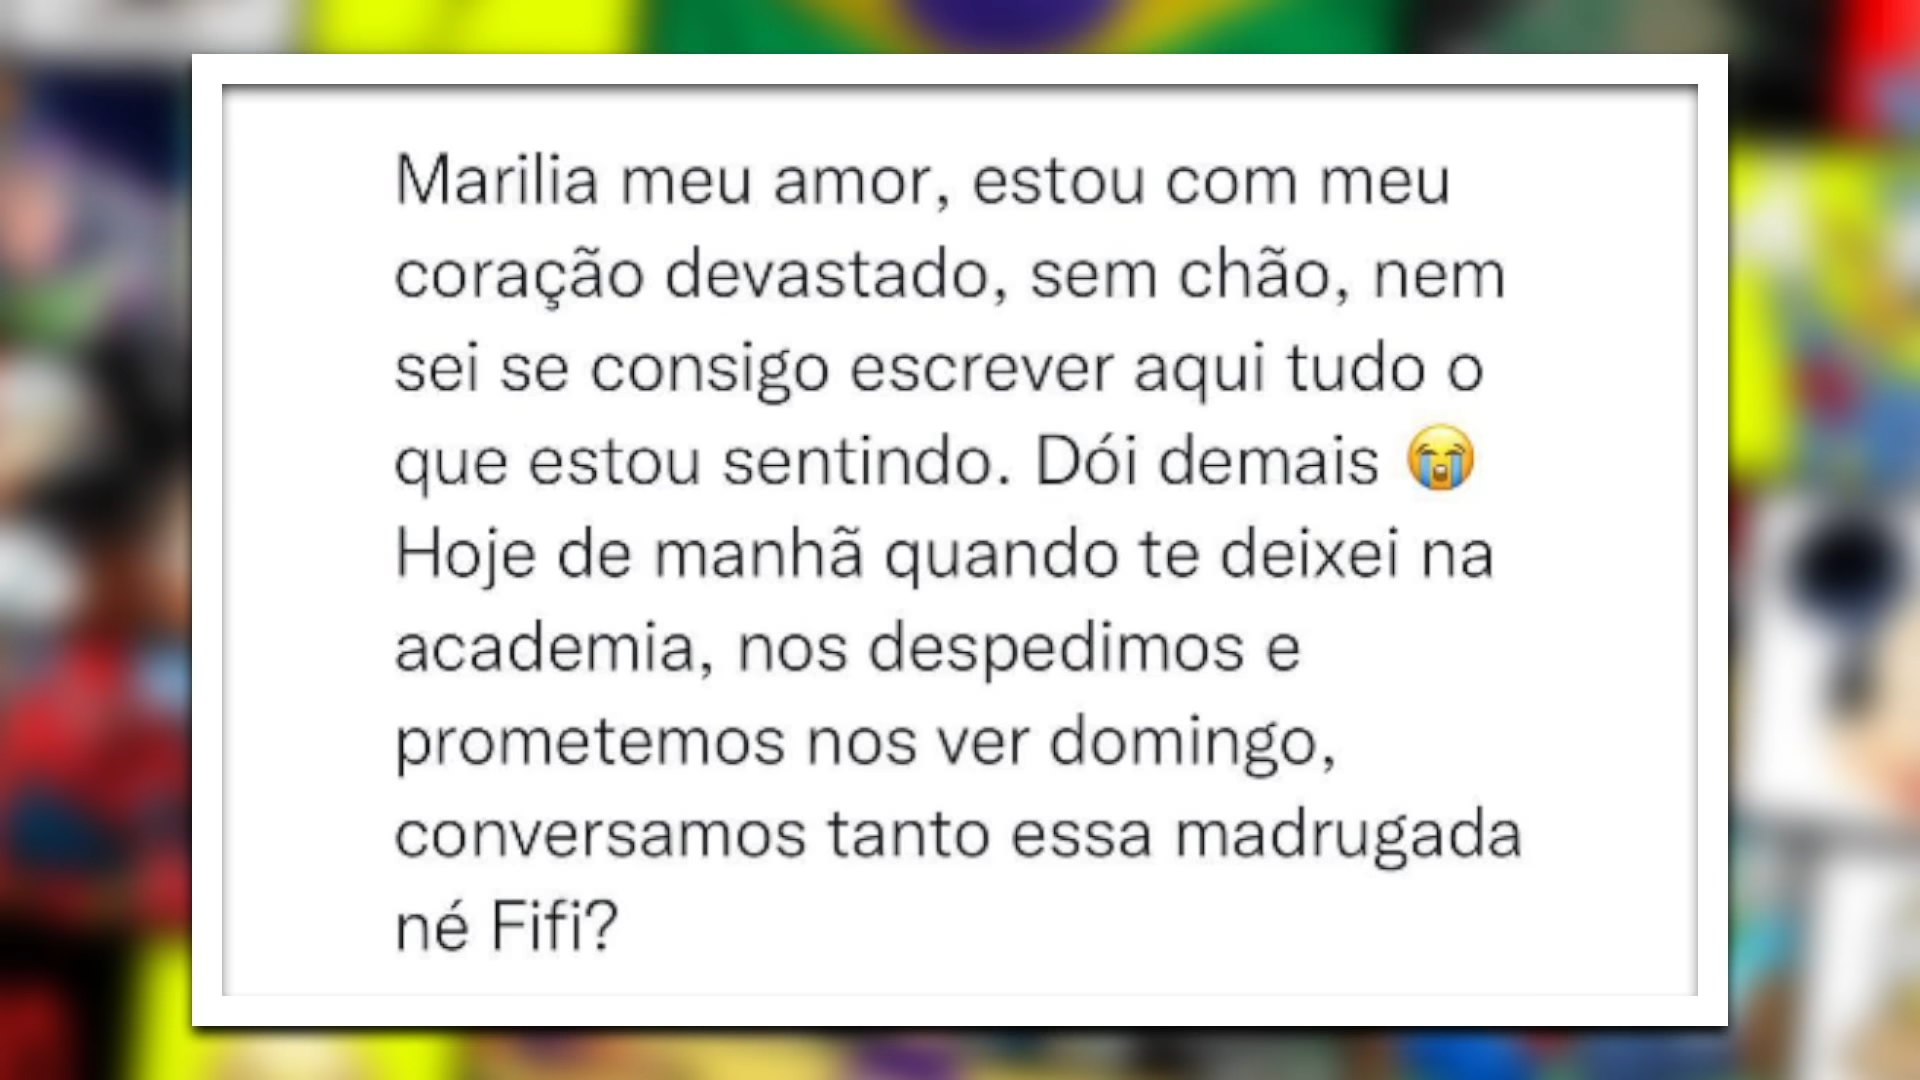 Marilia meu amor, estou com meu
coração devastado, sem chão, nem
sei se consigo escrever aqui tudo o
que estou sentindo. Dói demais 😭
Hoje de manhã quando te deixei na
academia, nos despedimos e
prometemos nos ver domingo,
conversamos tanto essa madrugada
né Fifi?